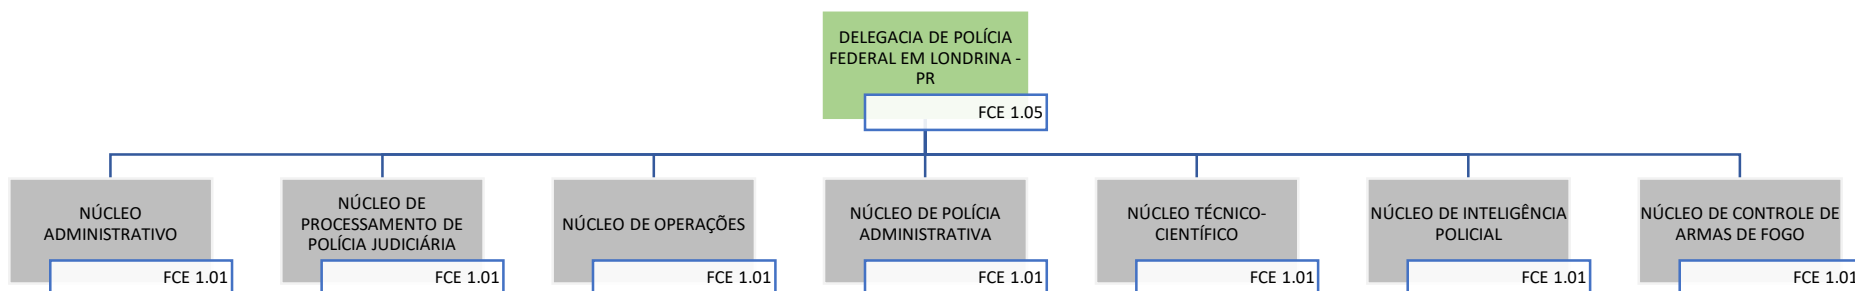 DELEGACIA DE POLÍCIA
FEDERAL EM LONDRINA -
PR
FCE 1.05
NÚCLEO
ADMINISTRATIVO
FCE 1.01
NÚCLEO DE
PROCESSAMENTO DE
POLÍCIA JUDICIÁRIA
FCE 1.01
NÚCLEO DE OPERAÇÕES
FCE 1.01
NÚCLEO DE POLÍCIA
ADMINISTRATIVA
FCE 1.01
NÚCLEO TÉCNICO-
CIENTÍFICO
FCE 1.01
NÚCLEO DE INTELIGÊNCIA
POLICIAL
FCE 1.01
NÚCLEO DE CONTROLE DE
ARMAS DE FOGO
FCE 1.01